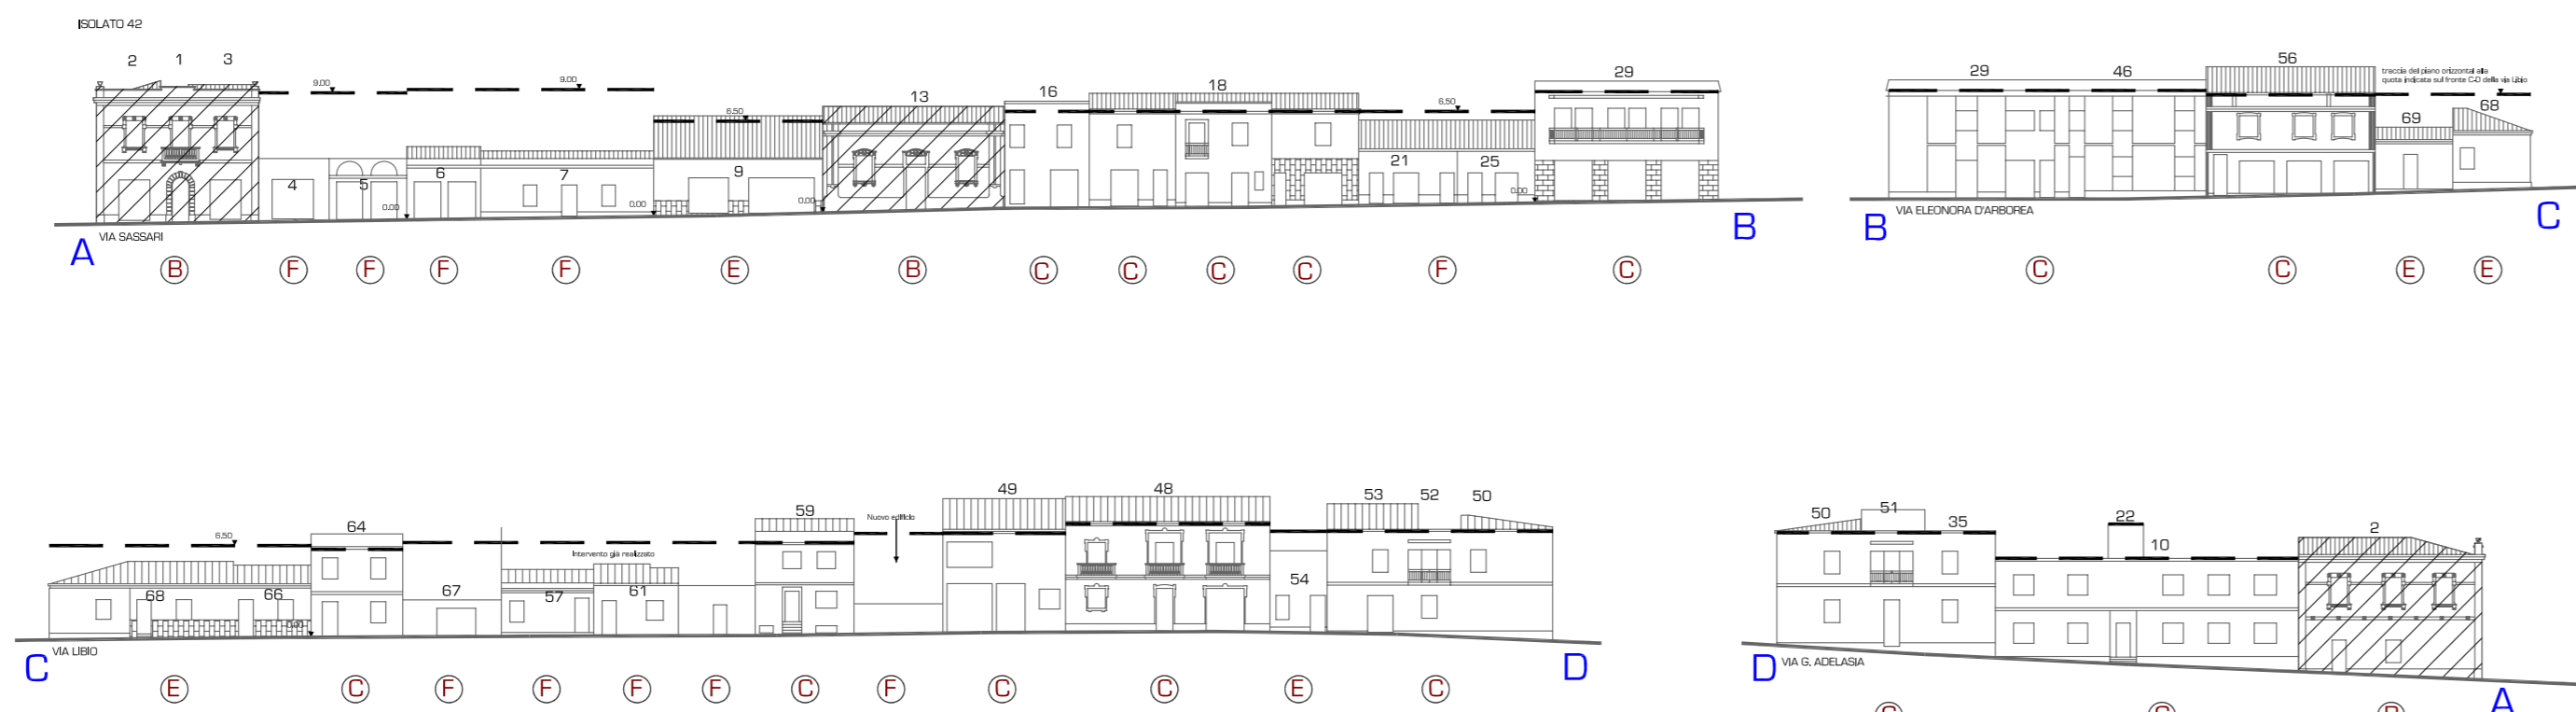 ISOLATO 42
2 1 3
9.00
9.00
4 5 6 7
0.00
0.00
6.50
9
0.00
13
16
18
6.50
21 25
0.00
29
A VIA SASSARI
B
B F F F F E B C C C C F C
29 46 56
traccia del piano orizzontal alla
quota indicata sul fronte C-D della via Libio
69 68
B VIA ELEONORA D'ARBOREA
C
C C E E
6.50
68 66
0.00
64
67
Intervento già realizzato
57 61
59
Nuovo edificio
49
48
54
53 52 50
C VIA LIBIO
D
E C F F F F C F C C E C
50 51 35
22
10
2
D VIA G. ADELASIA
A